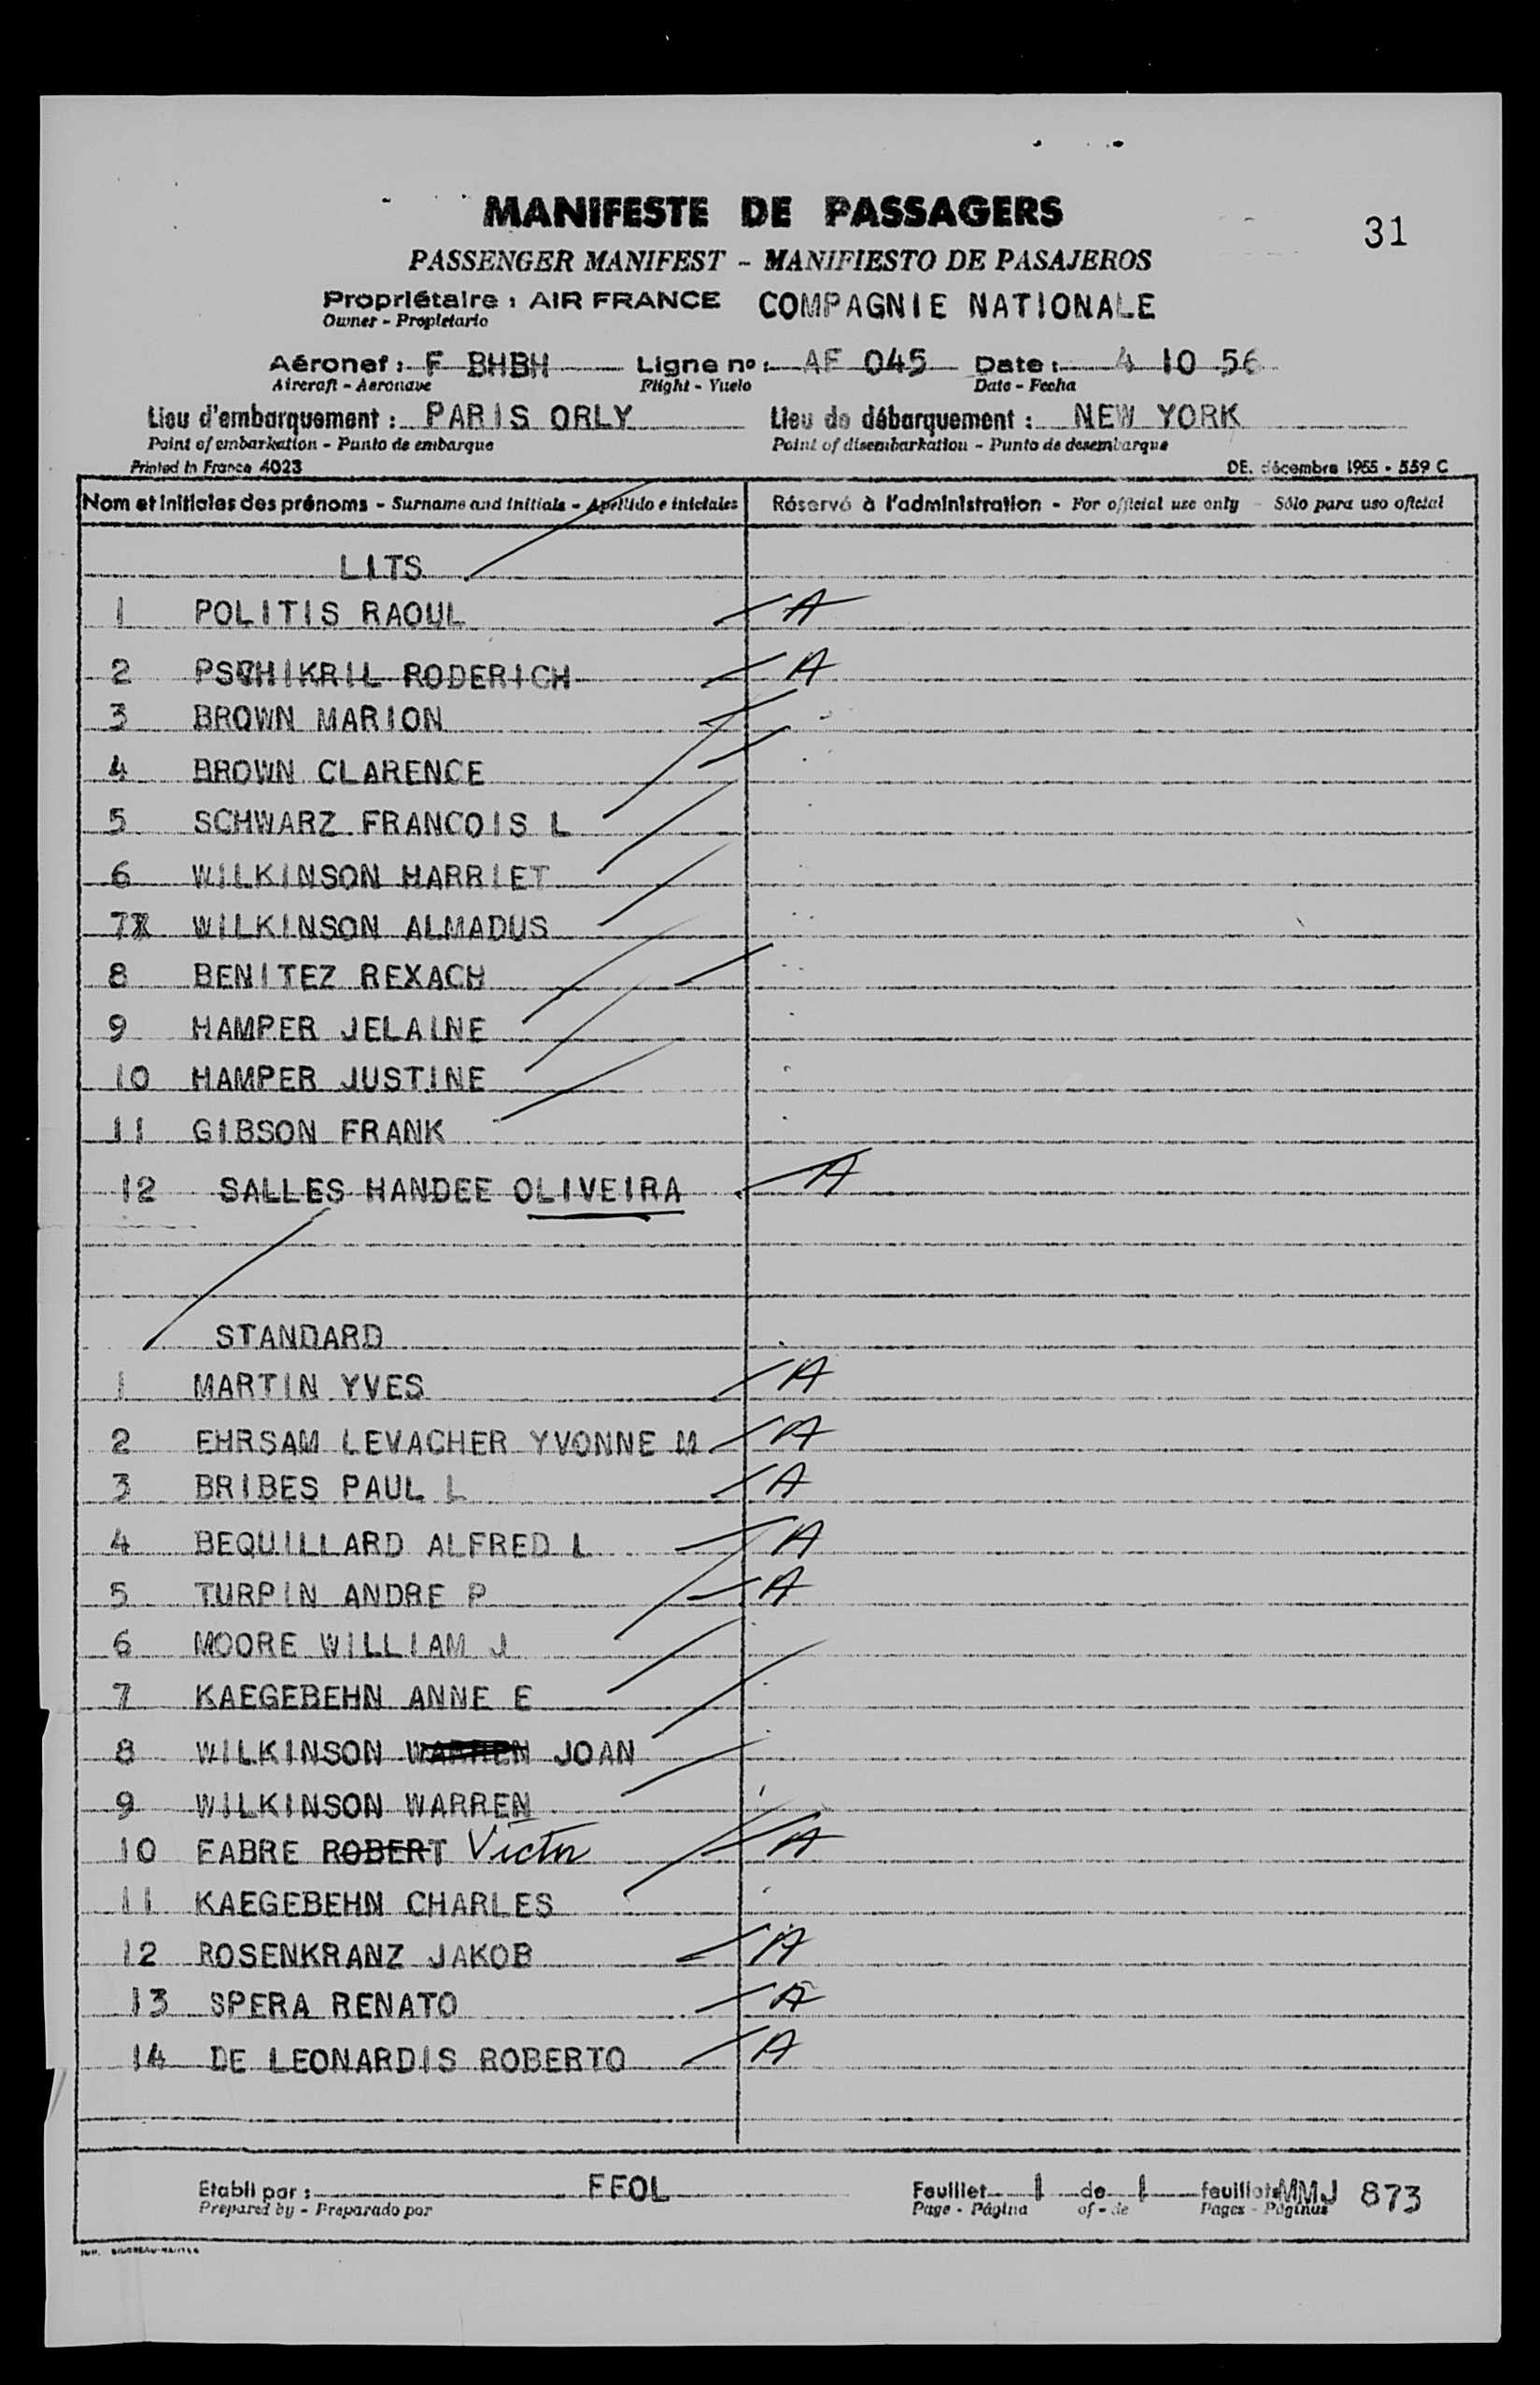 MANIFESTE DE PASSAGERS
31
PASSENGER MANIFEST - MANIFIESTO DE PASAJEROS
Propriétaire : AIR FRANCE COMPAGNIE NATIONALE
Owner - Propietario
Aéronef : F BHBH Ligne no : AF 045 Date : 4 10 56
Aircraft - Aeronave Flight - Vuelo Date - Fecha
Lieu d'embarquement : PARIS ORLY Lieu de débarquement : NEW YORK
Point of embarkation - Punto de embarque Point of disembarkation - Punto de desembarque
Printed in France 4023 DE. décembre 1955 - 559 C
Nom et initiales des prénoms - Surname and initials - Apellido e iniciales Réservé à l'administration - For official use only - Sólo para uso oficial
LITS
1 POLITIS RAOUL A
2 PSCHIKRIL RODERICH A
3 BROWN MARION
4 BROWN CLARENCE
5 SCHWARZ FRANCOIS L
6 WILKINSON HARRIET
7 WILKINSON ALMADUS
8 BENITEZ REXACH
9 HAMPER JELAINE
10 HAMPER JUSTINE
11 GIBSON FRANK
12 SALLES HANDEE OLIVEIRA A
STANDARD
1 MARTIN YVES A
2 EHRSAM LEVACHER YVONNE M A
3 BRIBES PAUL L A
4 BEQUILLARD ALFRED L A
5 TURPIN ANDRE P A
6 MOORE WILLIAM J
7 KAEGEBEHN ANNE E
8 WILKINSON WARREN JOAN
9 WILKINSON WARREN
10 FABRE ROBERT Victor A
11 KAEGEBEHN CHARLES
12 ROSENKRANZ JAKOB A
13 SPERA RENATO A
14 DE LEONARDIS ROBERTO A
Etabli par : FFOL Feuillet 1 de 1 feuillets MMJ 873
Prepared by - Preparado por Page - Página of - de Pages - Páginas